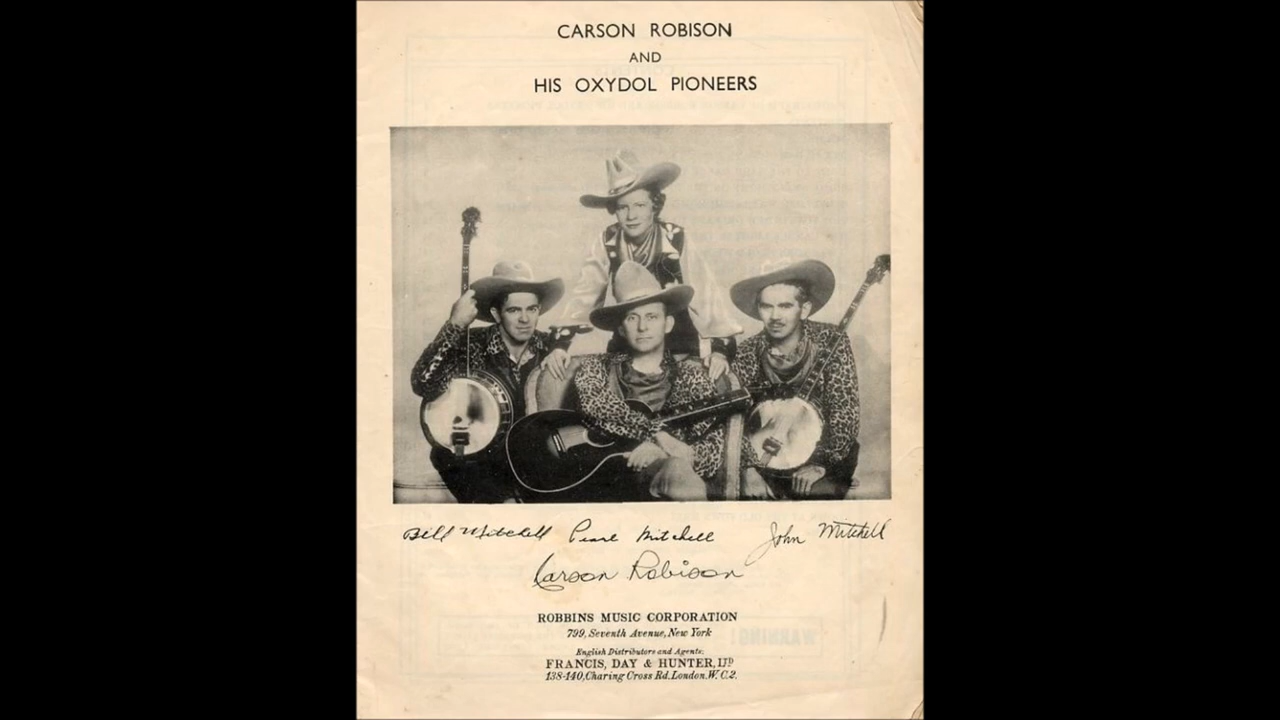 CARSON ROBISON
AND
HIS OXYDOL PIONEERS
Bill Mitchell Pearl Mitchell John Mitchell
Carson Robison
ROBBINS MUSIC CORPORATION
799, Seventh Avenue, New York
English Distributors and Agents:
FRANCIS, DAY & HUNTER, LTD
138-140, Charing Cross Rd. London. W.C.2.
WARNING!